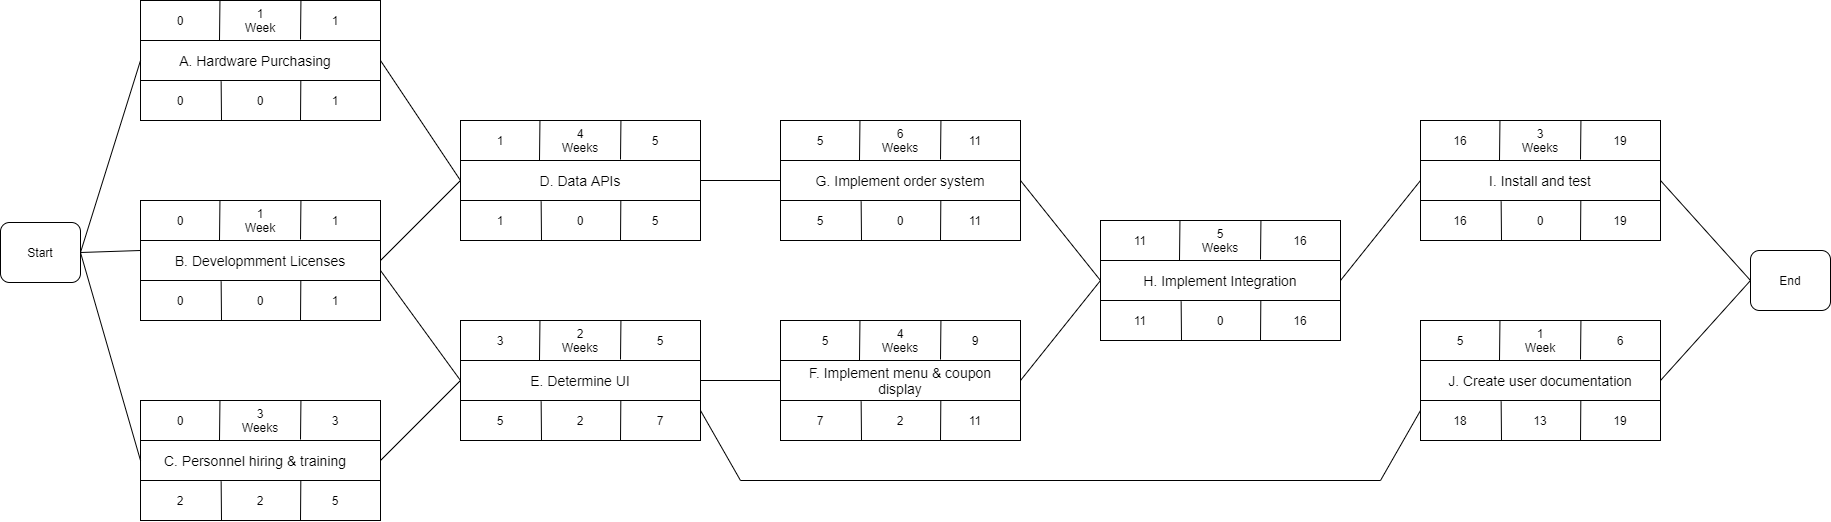 0
1
Week
1
A. Hardware Purchasing
0
0
1
Start
0
1
Week
1
B. Developmment Licenses
0
0
1
0
3
Weeks
3
C. Personnel hiring & training
2
2
5
1
4
Weeks
5
D. Data APIs
1
0
5
3
2
Weeks
5
E. Determine UI
5
2
7
5
6
Weeks
11
G. Implement order system
5
0
11
5
4
Weeks
9
F. Implement menu & coupon
display
7
2
11
11
5
Weeks
16
H. Implement Integration
11
0
16
16
3
Weeks
19
I. Install and test
16
0
19
5
1
Week
6
J. Create user documentation
18
13
19
End